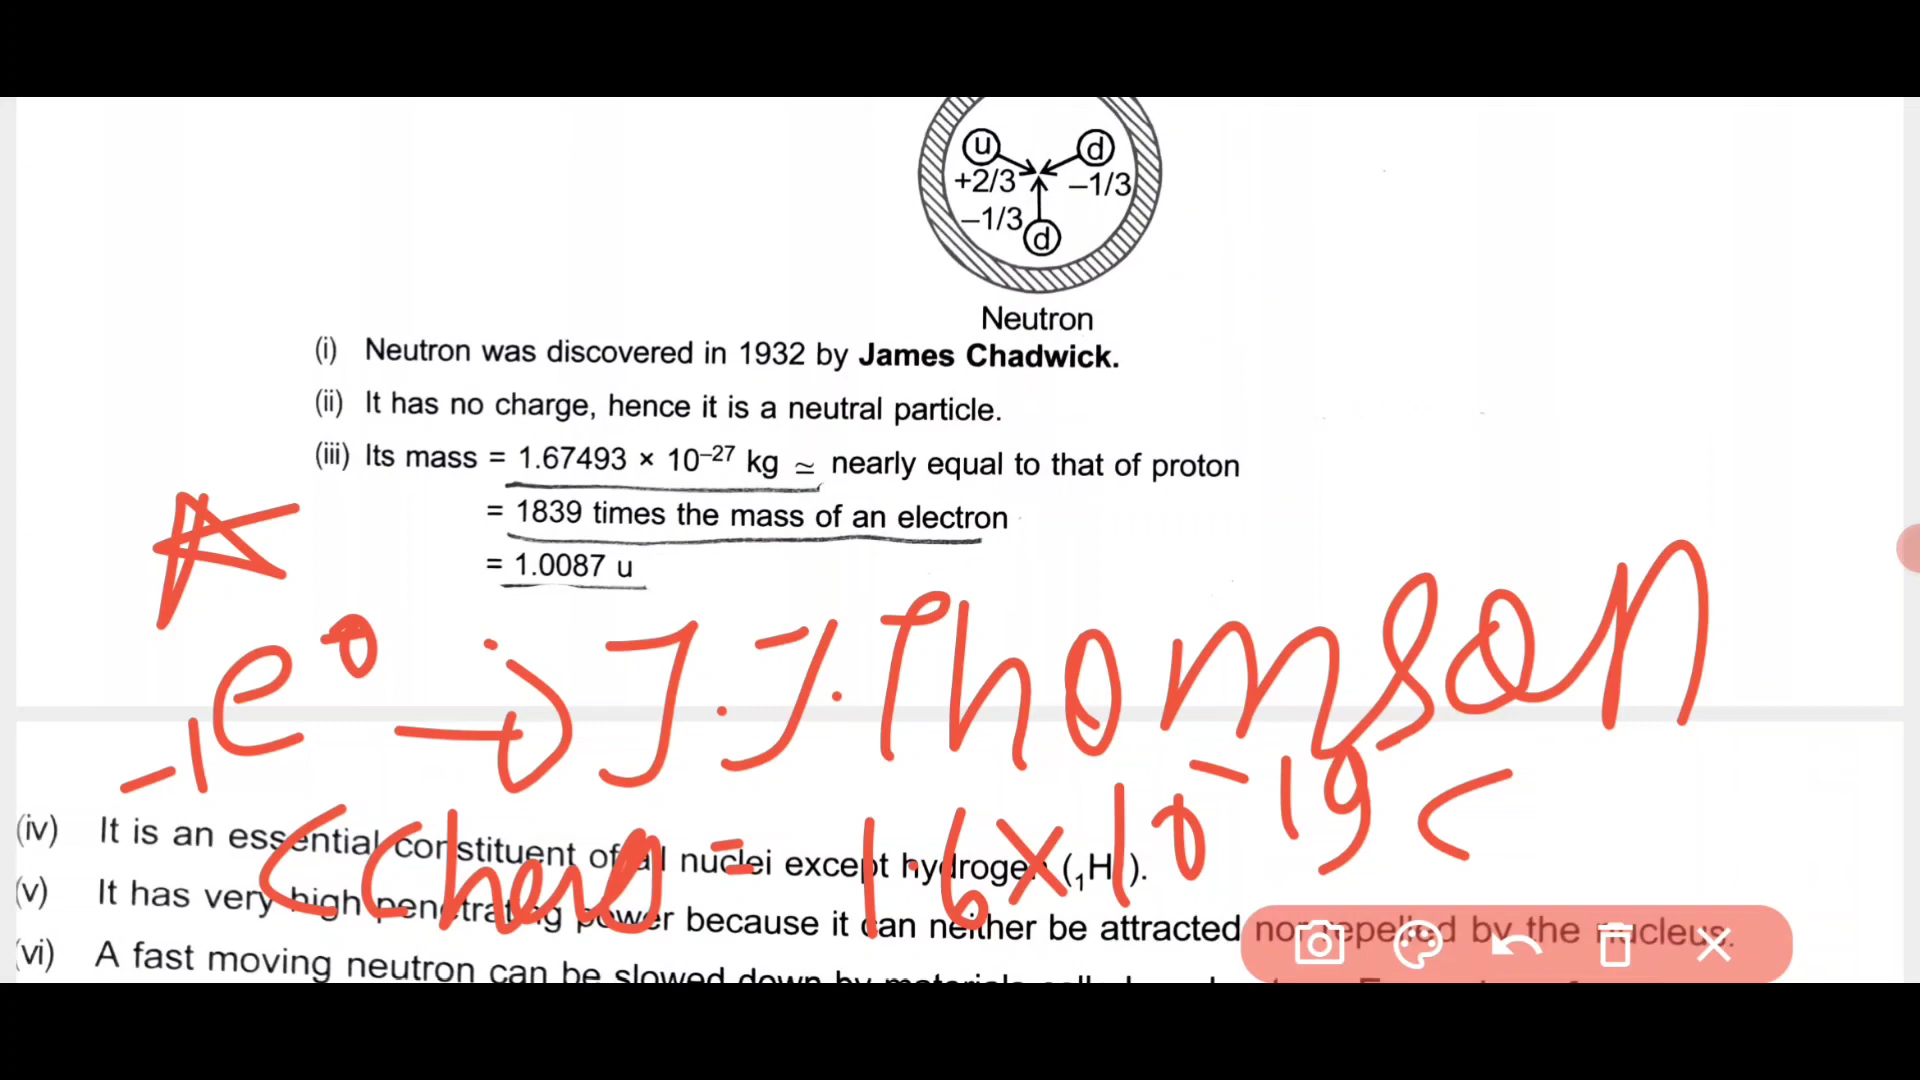 u d
+2/3 –1/3
–1/3
d
Neutron
(i) Neutron was discovered in 1932 by James Chadwick.
(ii) It has no charge, hence it is a neutral particle.
(iii) Its mass = 1.67493 × 10⁻²⁷ kg ≃ nearly equal to that of proton
= 1839 times the mass of an electron
= 1.0087 u
₋₁e⁰ → J.J. Thomson
= 1.6×10⁻¹⁹ C
(iv) It is an essential constituent of all nuclei except hydrogen (₁H¹).
(v) It has very high penetrating power because it can neither be attracted nor repelled by the nucleus.
(vi) A fast moving neutron can be slowed down by materials